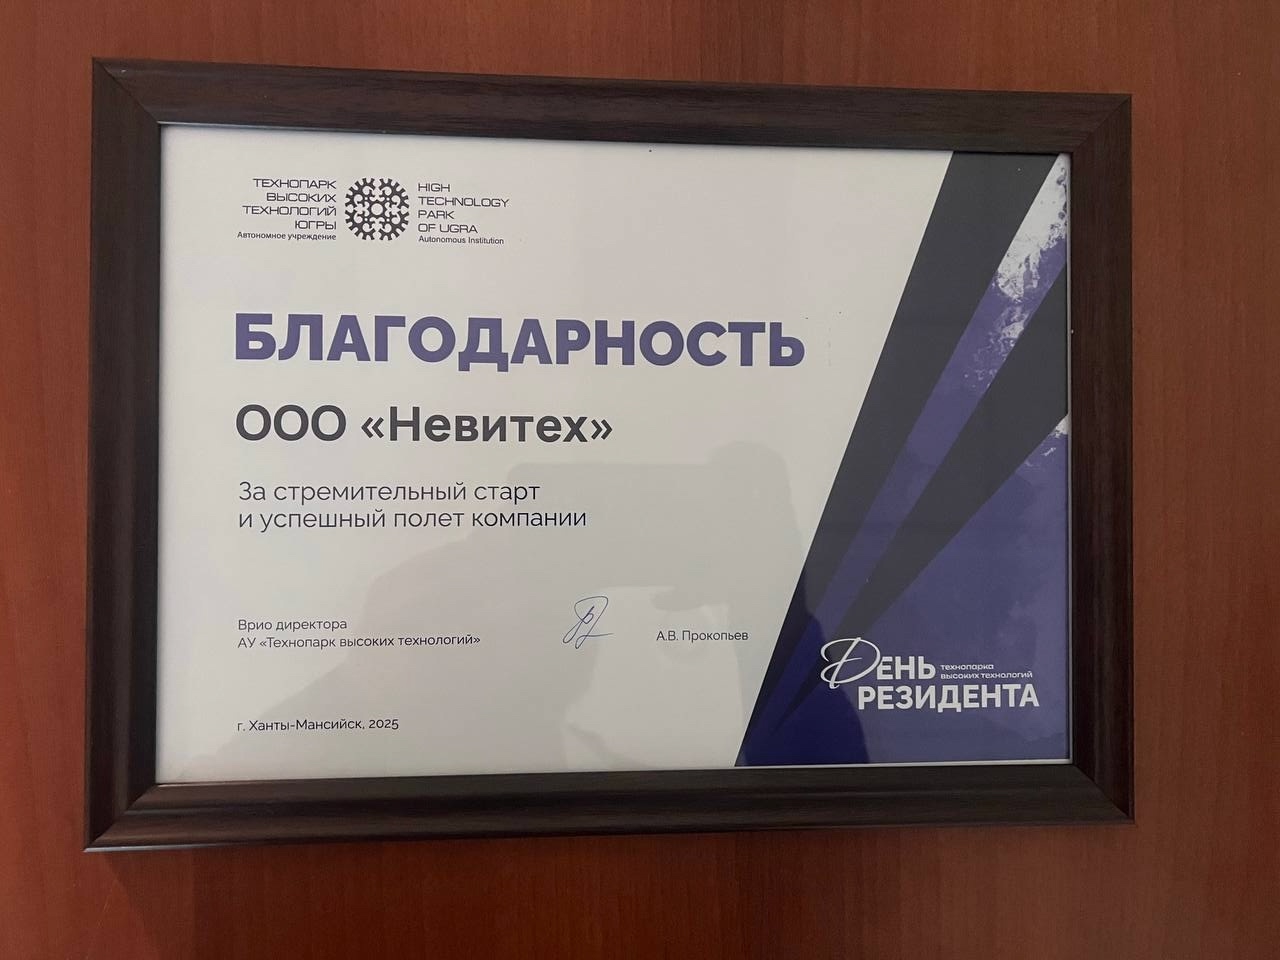 ТЕХНОПАРК
ВЫСОКИХ
ТЕХНОЛОГИЙ
ЮГРЫ
Автономное учреждение
HIGH
TECHNOLOGY
PARK
OF UGRA
Autonomous Institution
БЛАГОДАРНОСТЬ
ООО «Невитех»
За стремительный старт
и успешный полет компании
Врио директора
АУ «Технопарк высоких технологий»
А.В. Прокопьев
г. Ханты-Мансийск, 2025
ДЕНЬ
технопарка
высоких технологий
РЕЗИДЕНТА